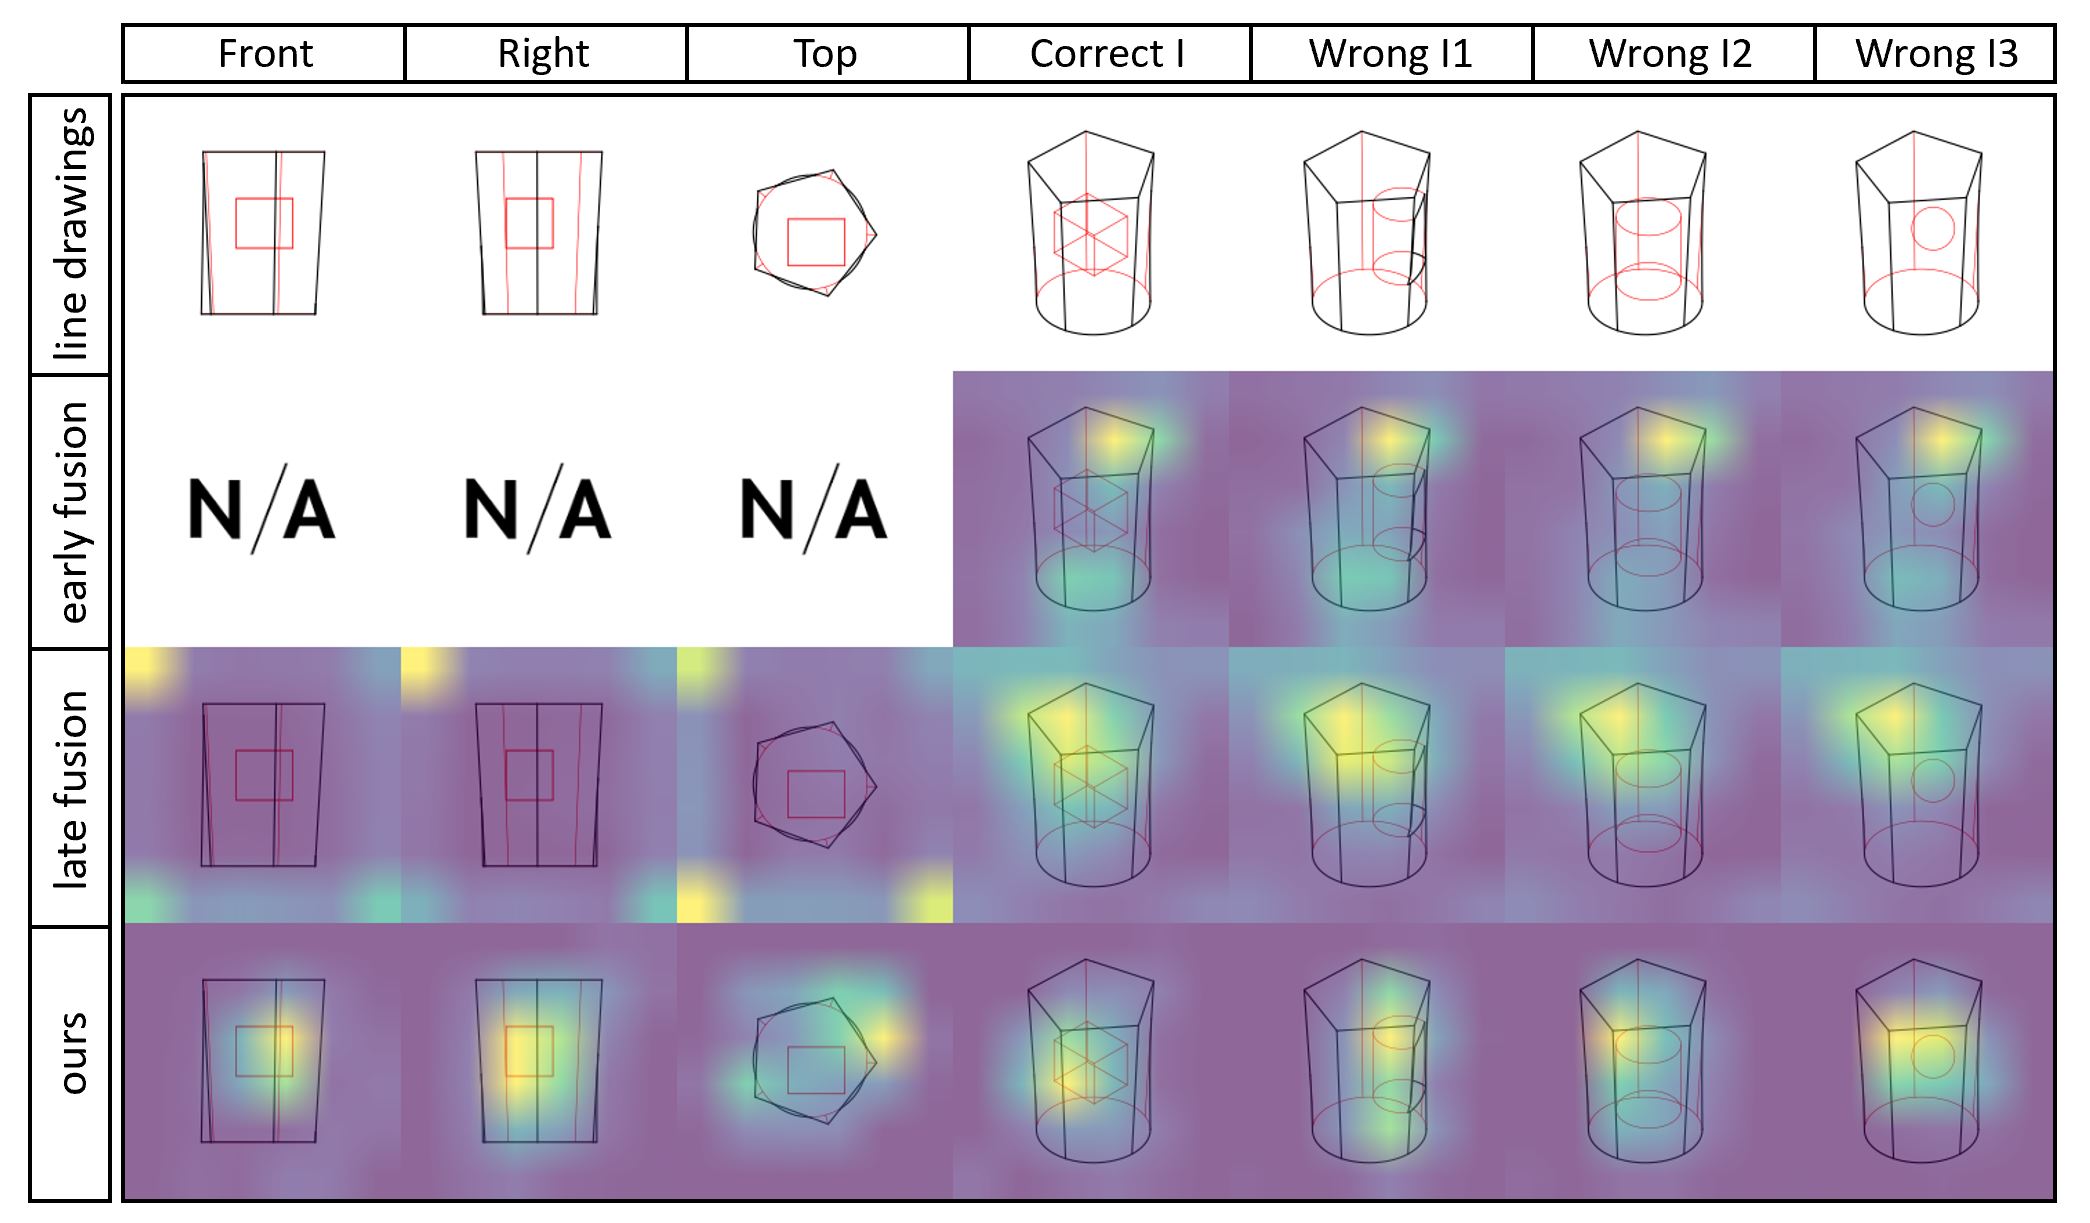 Front Right Top Correct I Wrong I1 Wrong I2 Wrong I3
line drawings
early fusion
N/A N/A N/A
late fusion
ours